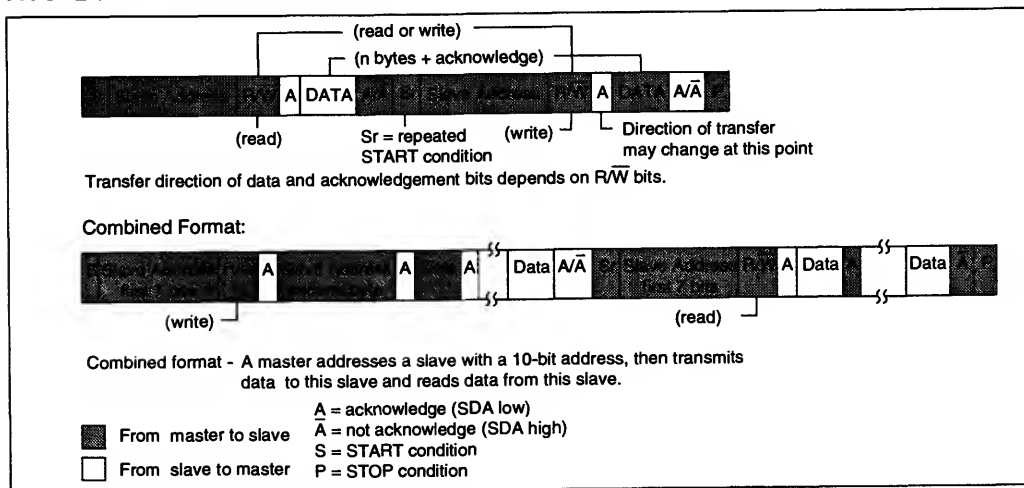 (read or write)
(n bytes + acknowledge)
R/W̅ A DATA A/A̅ Sr Slave Address R/W̅ A DATA A/A̅ P
(read)
Sr = repeated
START condition
(write)
Direction of transfer
may change at this point
Transfer direction of data and acknowledgement bits depends on R/W̅ bits.
Combined Format:
A A A Data A/A̅ Sr Slave Address R/W̅ A Data A Data A̅ P
first 7 bits
(write)
(read)
Combined format - A master addresses a slave with a 10-bit address, then transmits
data to this slave and reads data from this slave.
From master to slave
From slave to master
A = acknowledge (SDA low)
A̅ = not acknowledge (SDA high)
S = START condition
P = STOP condition